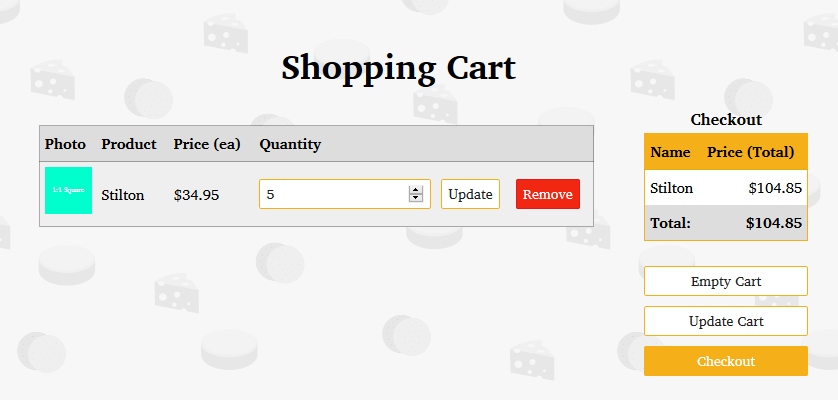 Shopping Cart
Photo Product Price (ea) Quantity
1:1 Square Stilton $34.95 5 Update Remove
Checkout
Name Price (Total)
Stilton $104.85
Total: $104.85
Empty Cart
Update Cart
Checkout